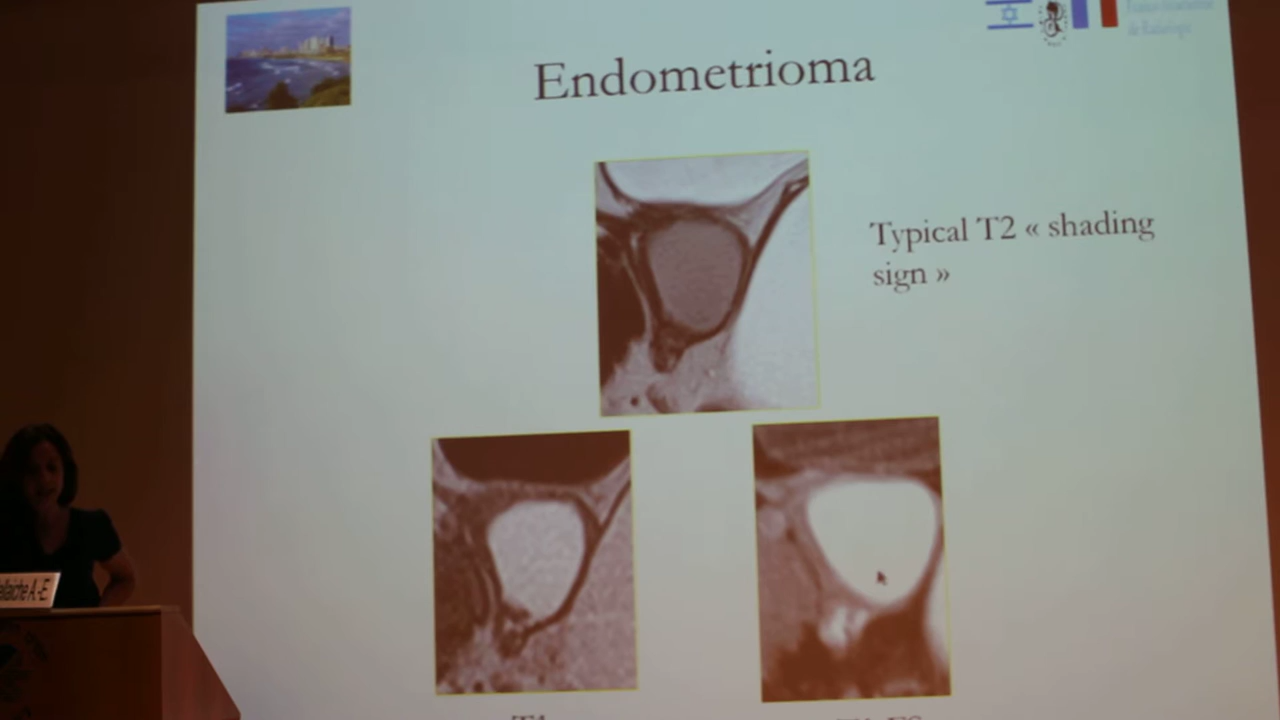 Endometrioma
Typical T2 « shading
sign »
A.-E.